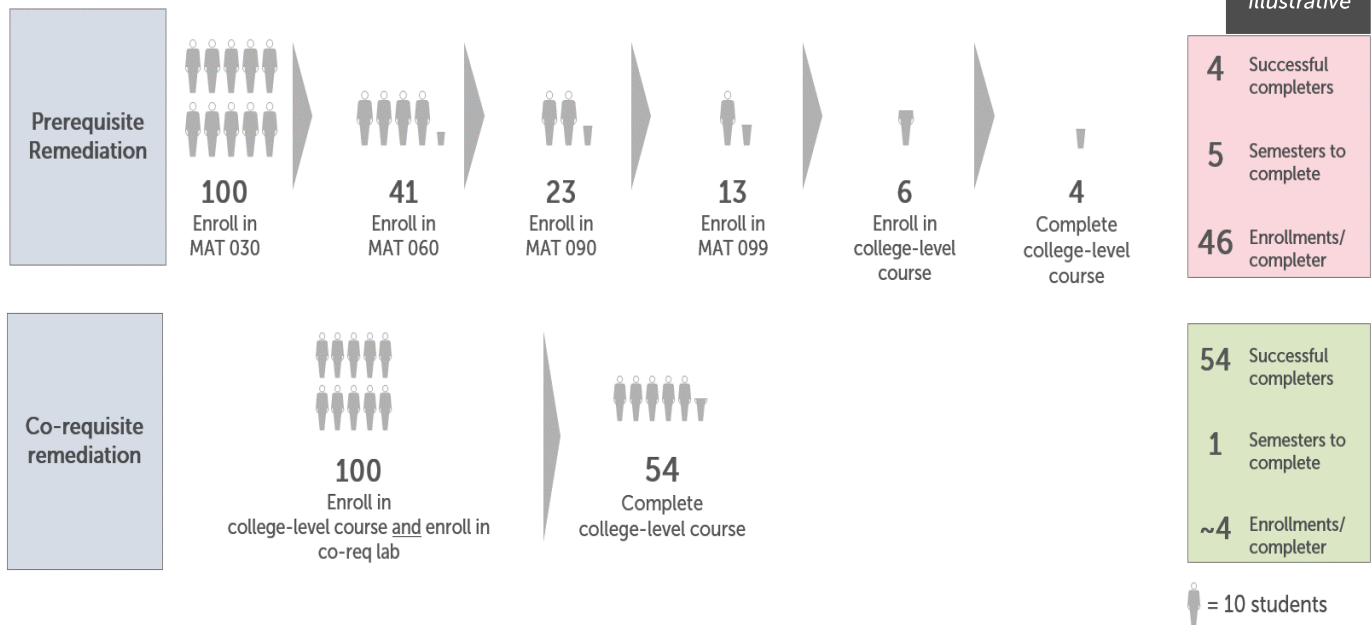 illustrative
Prerequisite
Remediation
100
Enroll in
MAT 030
41
Enroll in
MAT 060
23
Enroll in
MAT 090
13
Enroll in
MAT 099
6
Enroll in
college-level
course
4
Complete
college-level
course
4 Successful
completers
5 Semesters to
complete
46 Enrollments/
completer
Co-requisite
remediation
100
Enroll in
college-level course and enroll in
co-req lab
54
Complete
college-level course
54 Successful
completers
1 Semesters to
complete
~4 Enrollments/
completer
= 10 students